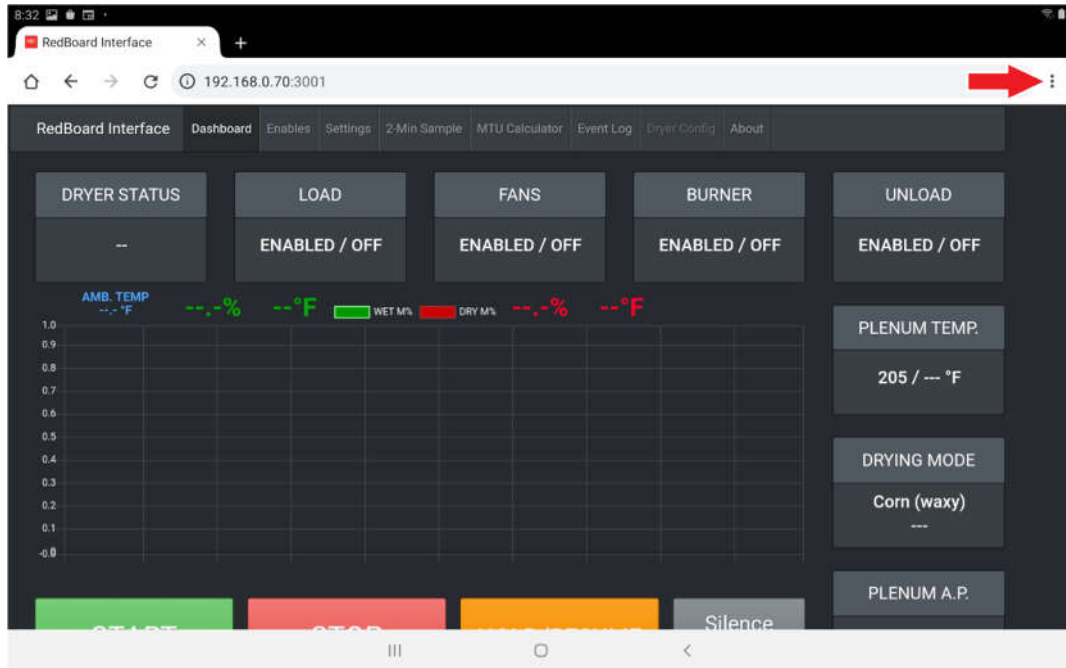 8:32
RedBoard Interface
192.168.0.70:3001
RedBoard Interface Dashboard Enables Settings 2-Min Sample MTU Calculator Event Log Dryer Config About
DRYER STATUS LOAD FANS BURNER UNLOAD
-- ENABLED / OFF ENABLED / OFF ENABLED / OFF ENABLED / OFF
AMB. TEMP
--.- °F --.-% --°F WET M% DRY M% --.-% --°F
1.0
0.9
0.8
0.7
0.6
0.5
0.4
0.3
0.2
0.1
-0.0
PLENUM TEMP.
205 / --- °F
DRYING MODE
Corn (waxy)
---
PLENUM A.P.
START STOP Silence